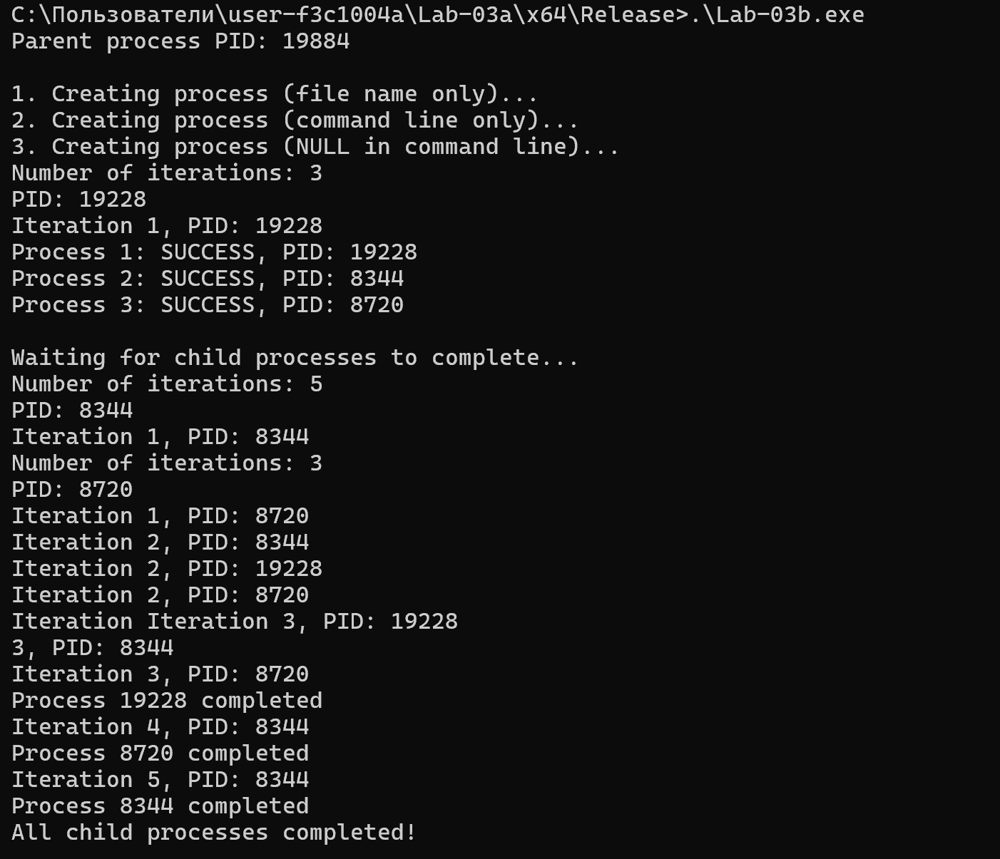 C:\Пользователи\user-f3c1004a\Lab-03a\x64\Release>.\Lab-03b.exe
Parent process PID: 19884
1. Creating process (file name only)...
2. Creating process (command line only)...
3. Creating process (NULL in command line)...
Number of iterations: 3
PID: 19228
Iteration 1, PID: 19228
Process 1: SUCCESS, PID: 19228
Process 2: SUCCESS, PID: 8344
Process 3: SUCCESS, PID: 8720
Waiting for child processes to complete...
Number of iterations: 5
PID: 8344
Iteration 1, PID: 8344
Number of iterations: 3
PID: 8720
Iteration 1, PID: 8720
Iteration 2, PID: 8344
Iteration 2, PID: 19228
Iteration 2, PID: 8720
Iteration Iteration 3, PID: 19228
3, PID: 8344
Iteration 3, PID: 8720
Process 19228 completed
Iteration 4, PID: 8344
Process 8720 completed
Iteration 5, PID: 8344
Process 8344 completed
All child processes completed!